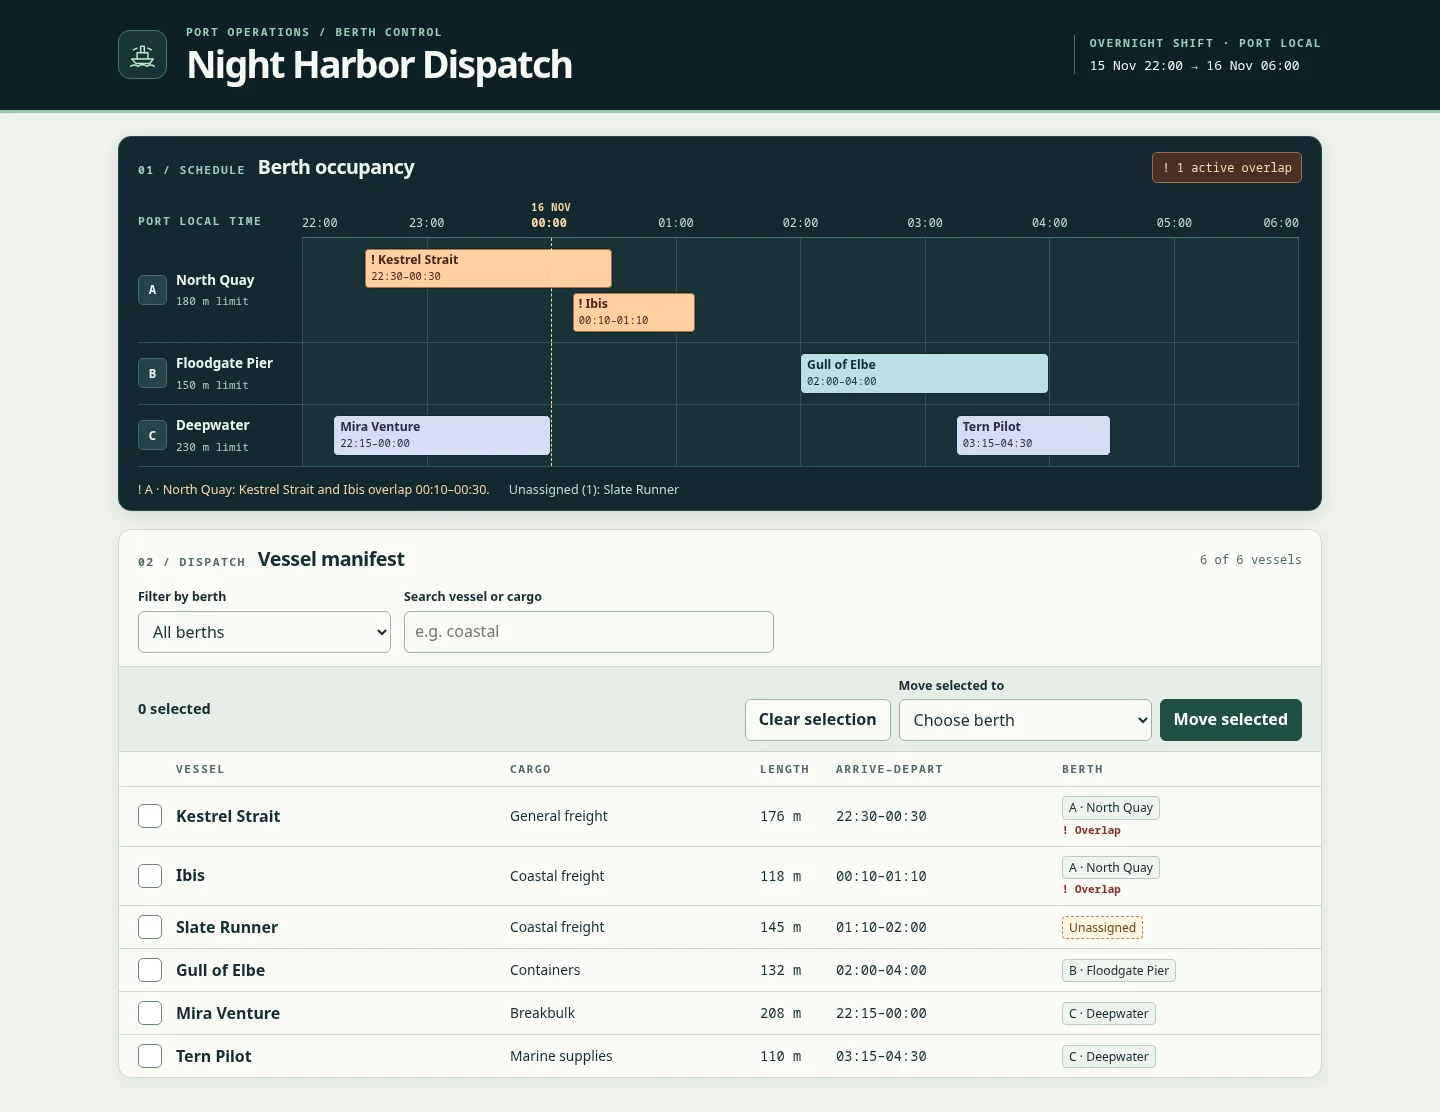 PORT OPERATIONS / BERTH CONTROL
Night Harbor Dispatch
OVERNIGHT SHIFT · PORT LOCAL
15 Nov 22:00 → 16 Nov 06:00
01 / SCHEDULE Berth occupancy
! 1 active overlap
PORT LOCAL TIME
16 NOV
22:00 23:00 00:00 01:00 02:00 03:00 04:00 05:00 06:00
A North Quay
180 m limit
! Kestrel Strait
22:30–00:30
! Ibis
00:10–01:10
B Floodgate Pier
150 m limit
Gull of Elbe
02:00–04:00
C Deepwater
230 m limit
Mira Venture
22:15–00:00
Tern Pilot
03:15–04:30
! A · North Quay: Kestrel Strait and Ibis overlap 00:10–00:30. Unassigned (1): Slate Runner
02 / DISPATCH Vessel manifest
6 of 6 vessels
Filter by berth
All berths
Search vessel or cargo
e.g. coastal
0 selected
Clear selection
Move selected to
Choose berth
Move selected
VESSEL CARGO LENGTH ARRIVE–DEPART BERTH
Kestrel Strait General freight 176 m 22:30–00:30 A · North Quay
! Overlap
Ibis Coastal freight 118 m 00:10–01:10 A · North Quay
! Overlap
Slate Runner Coastal freight 145 m 01:10–02:00 Unassigned
Gull of Elbe Containers 132 m 02:00–04:00 B · Floodgate Pier
Mira Venture Breakbulk 208 m 22:15–00:00 C · Deepwater
Tern Pilot Marine supplies 110 m 03:15–04:30 C · Deepwater